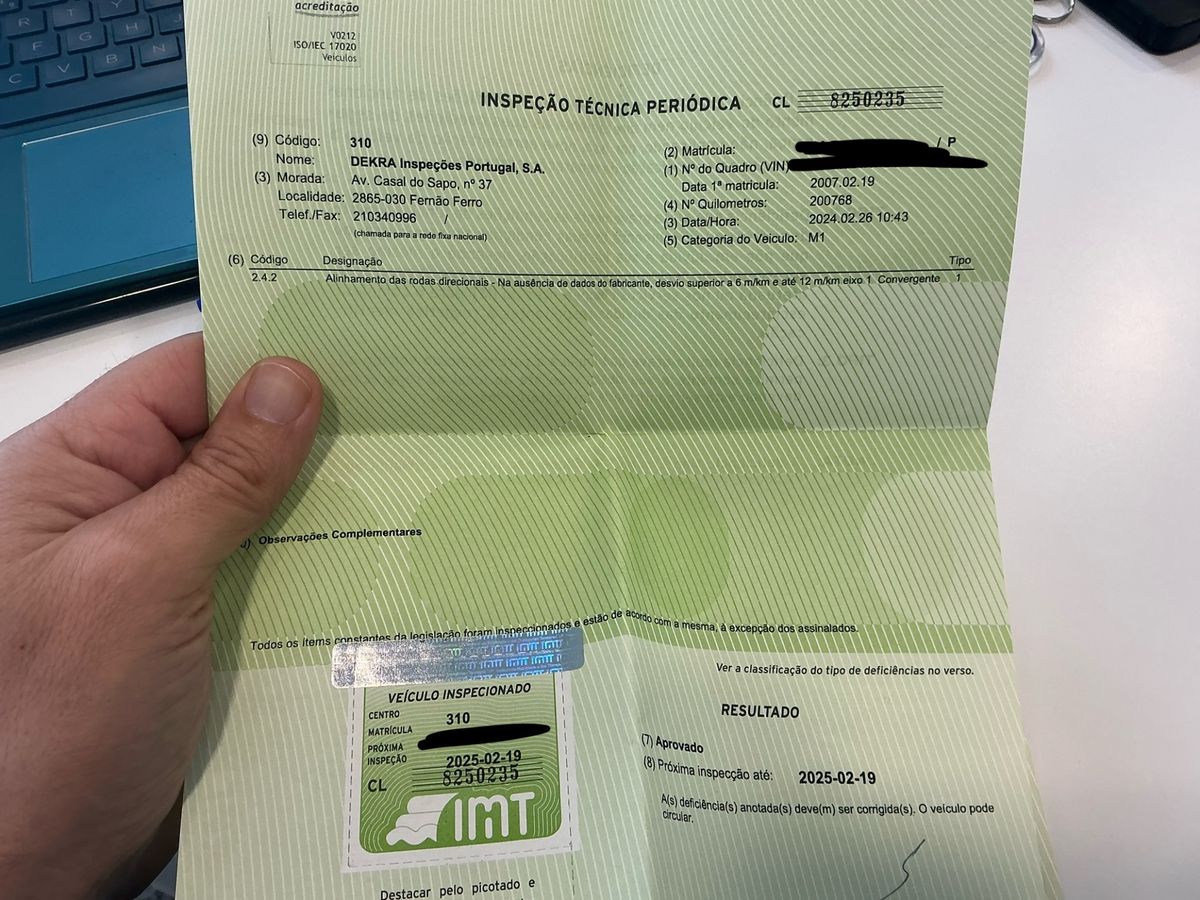 R T Y
F G H
C V B N
acreditação
V0212
ISO/IEC 17020
Veículos
INSPEÇÃO TÉCNICA PERIÓDICA CL 8250235
(9) Código: 310
Nome: DEKRA Inspeções Portugal, S.A.
(3) Morada: Av. Casal do Sapo, nº 37
Localidade: 2865-030 Fernão Ferro
Telef./Fax: 210340996 /
(chamada para a rede fixa nacional)
(2) Matrícula: / P
(1) Nº do Quadro (VIN)
Data 1ª matricula: 2007.02.19
(4) Nº Quilometros: 200768
(3) Data/Hora: 2024.02.26 10:43
(5) Categoria do Veiculo: M1
(6) Código Designação Tipo
2.4.2 Alinhamento das rodas direcionais - Na ausência de dados do fabricante, desvio superior a 6 m/km e até 12 m/km eixo 1 Convergente 1
) Observações Complementares
Todos os ítems constantes da legislação foram inspeccionados e estão de acordo com a mesma, à excepção dos assinalados.
Ver a classificação do tipo de deficiências no verso.
IMT IMT IMT
VEÍCULO INSPECIONADO
CENTRO 310
MATRÍCULA
PRÓXIMA
INSPEÇÃO 2025-02-19
CL 8250235
IMT
Destacar pelo picotado e
RESULTADO
(7) Aprovado
(8) Próxima inspecção até: 2025-02-19
A(s) deficiência(s) anotada(s) deve(m) ser corrigida(s). O veículo pode
circular.